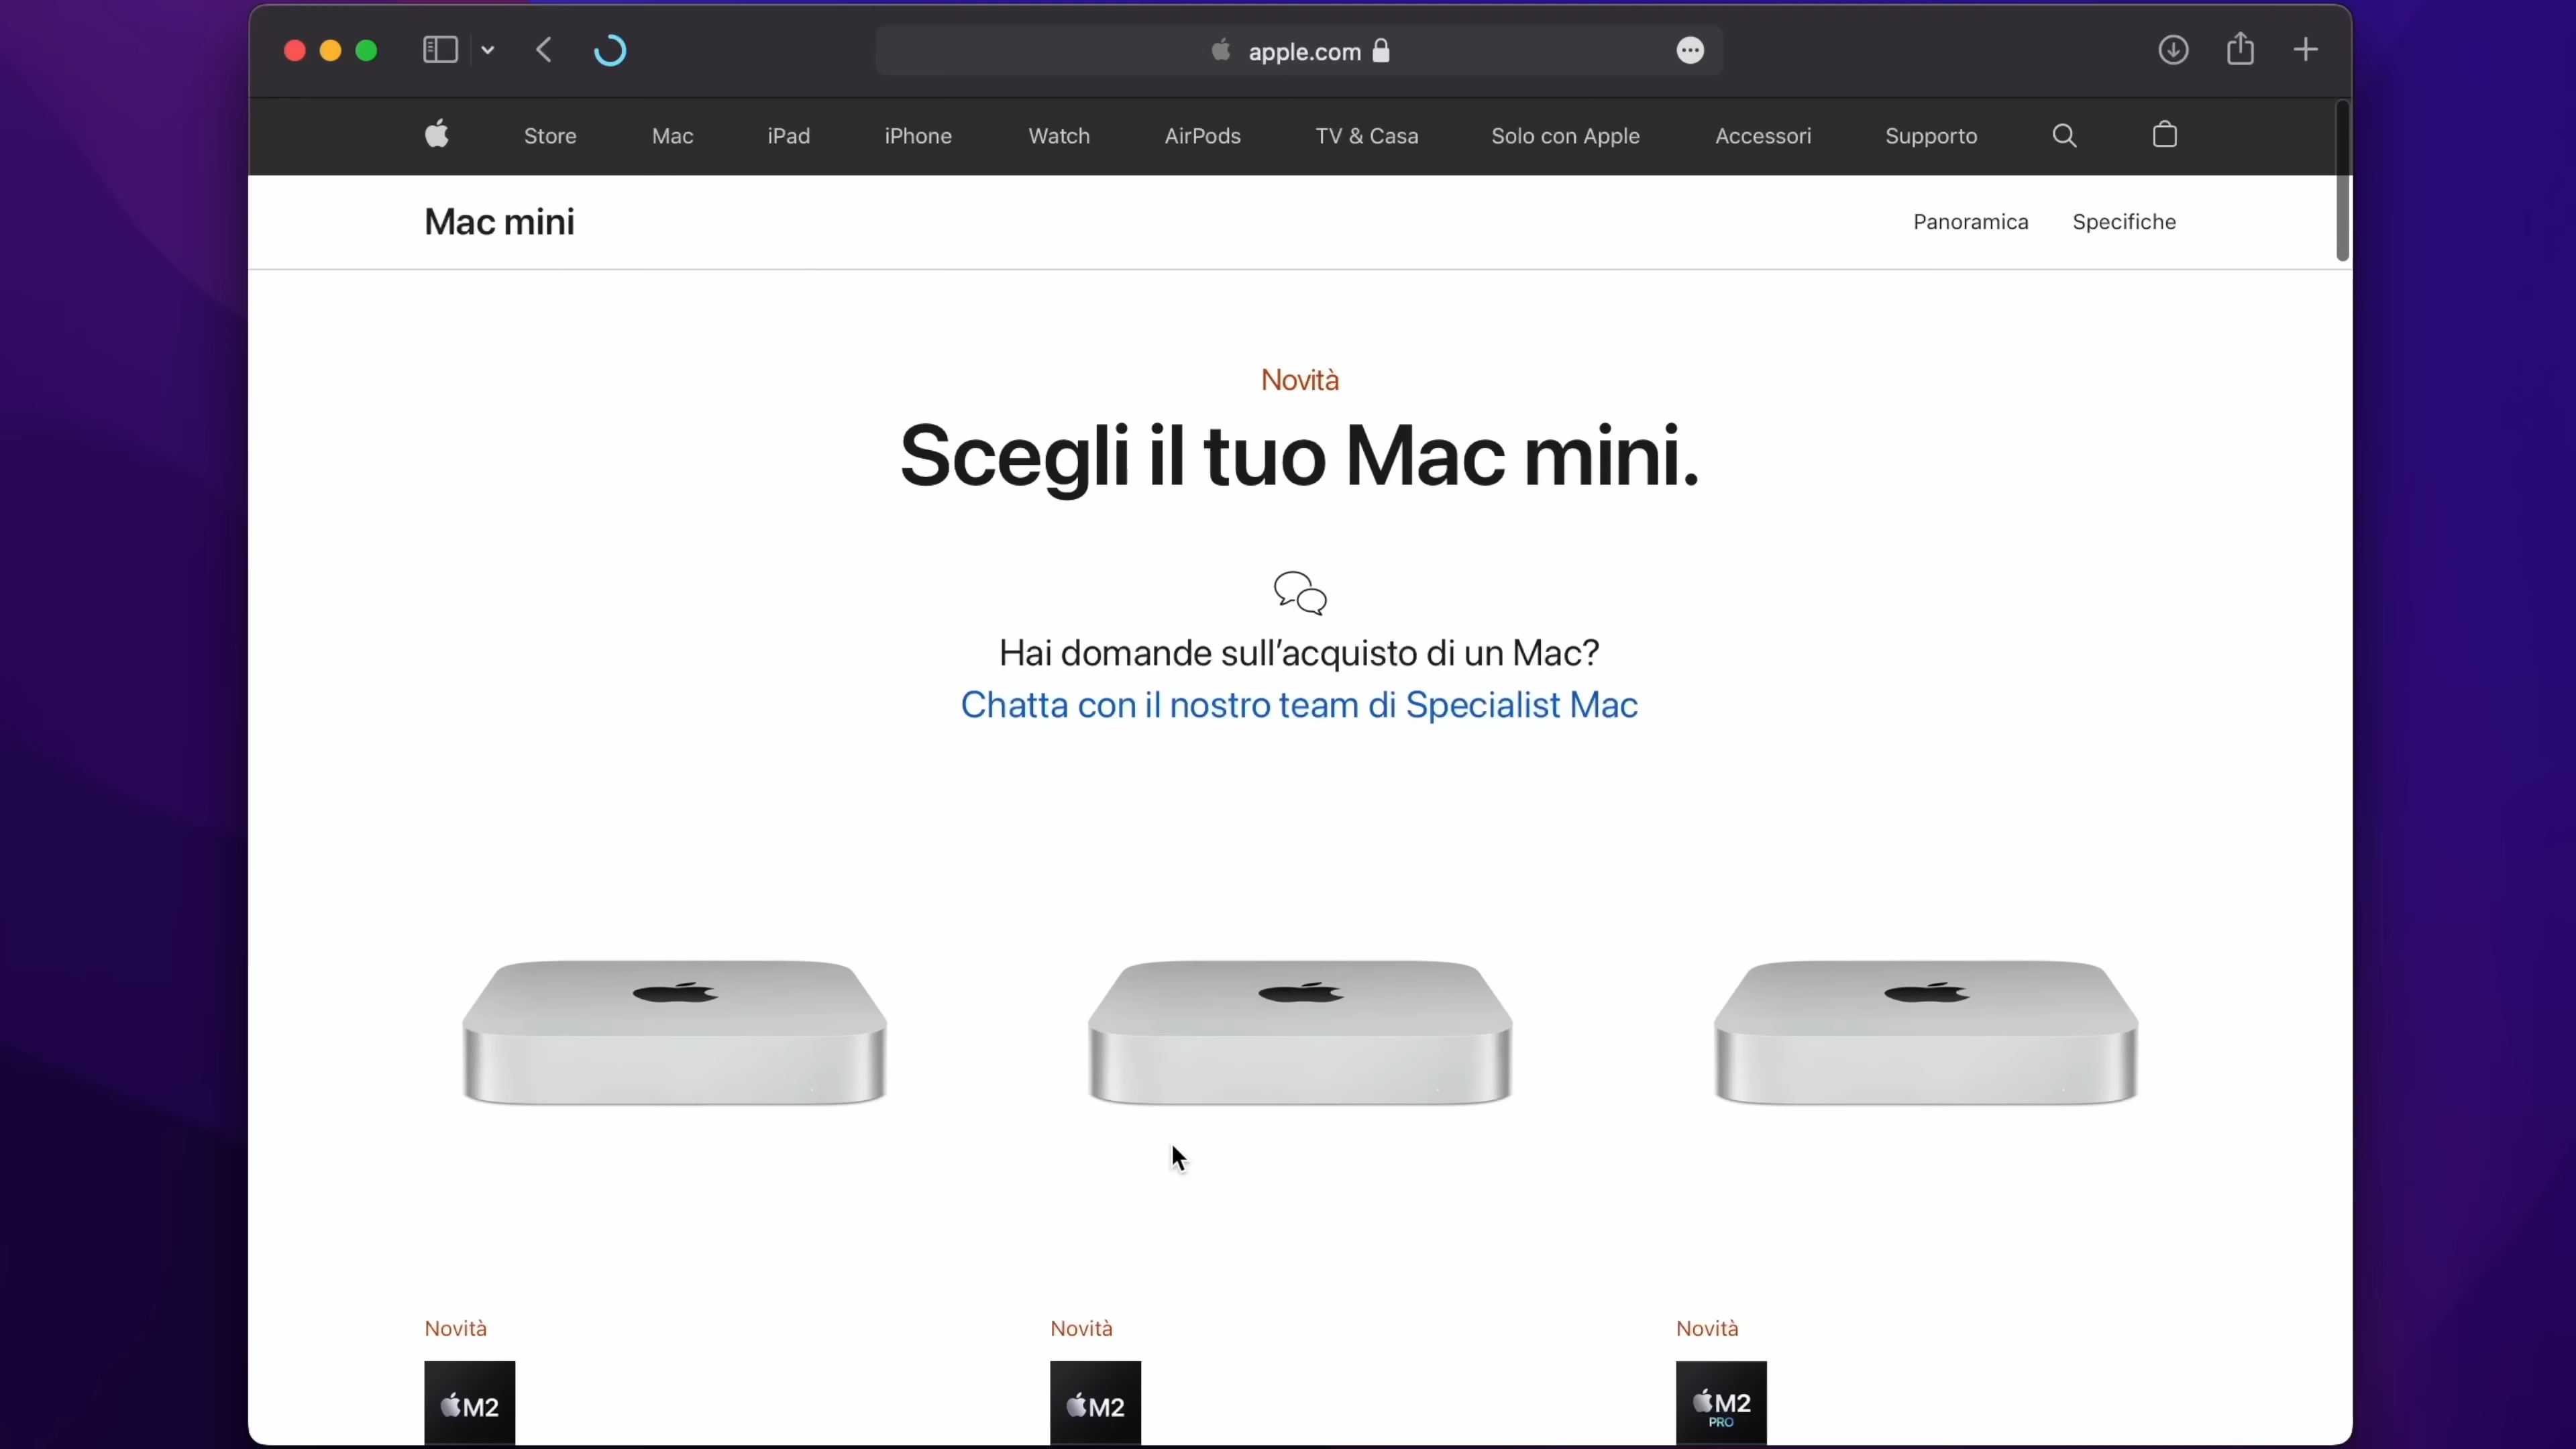 apple.com
Store Mac iPad iPhone Watch AirPods TV & Casa Solo con Apple Accessori Supporto
Mac mini Panoramica Specifiche
Novità
Scegli il tuo Mac mini.
Hai domande sull’acquisto di un Mac?
Chatta con il nostro team di Specialist Mac
Novità Novità Novità
M2 M2 M2
PRO